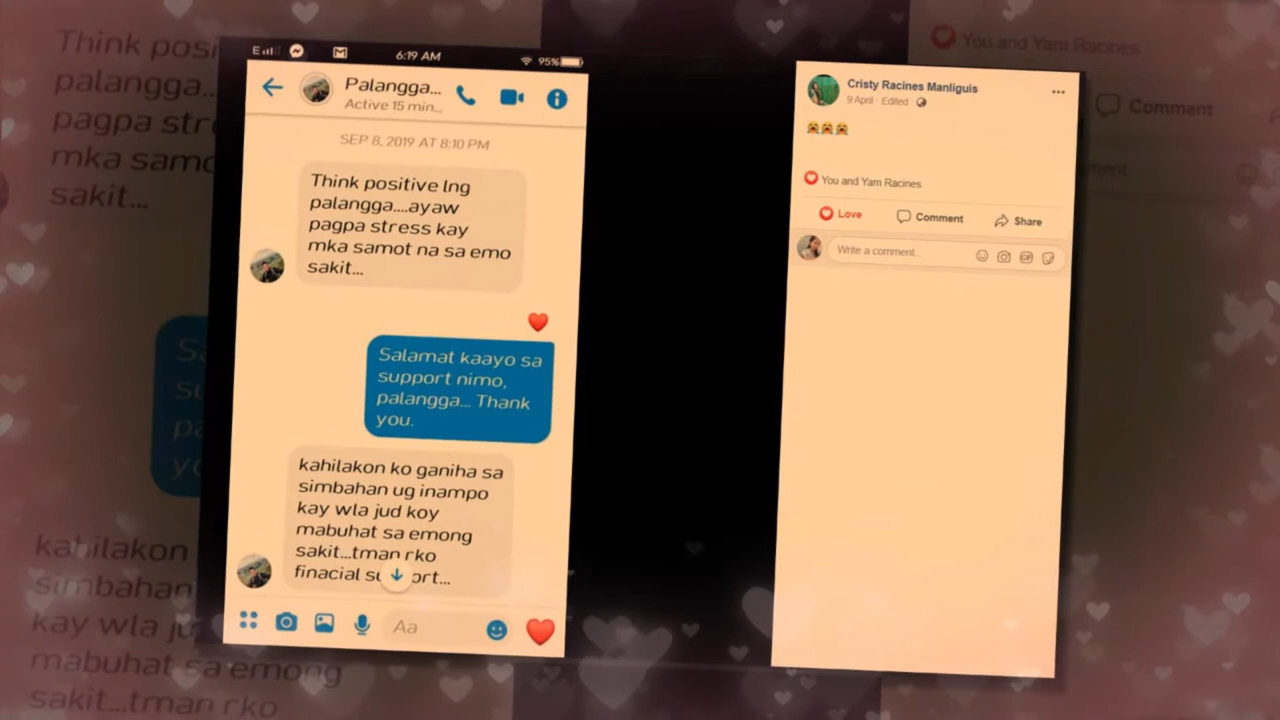 6:19 AM
95%
Palangga...
Active 15 min...
SEP 8, 2019 AT 8:10 PM
Think positive lng
palangga....ayaw
pagpa stress kay
mka samot na sa emo
sakit...
Salamat kaayo sa
support nimo,
palangga... Thank
you.
kahilakon ko ganiha sa
simbahan ug inampo
kay wla jud koy
mabuhat sa emong
sakit...tman rko
finacial
Aa
Cristy Racines Manliguis
9 April · Edited
You and Yam Racines
Love
Comment
Share
Write a comment...
GIF
Think posi
palangga..
pagpa str
mka samo
sakit...
kahilakon
simbahan
kay wla ju
mabuhat sa emong
sakit...tman rko
You and Yam Racines
Comment